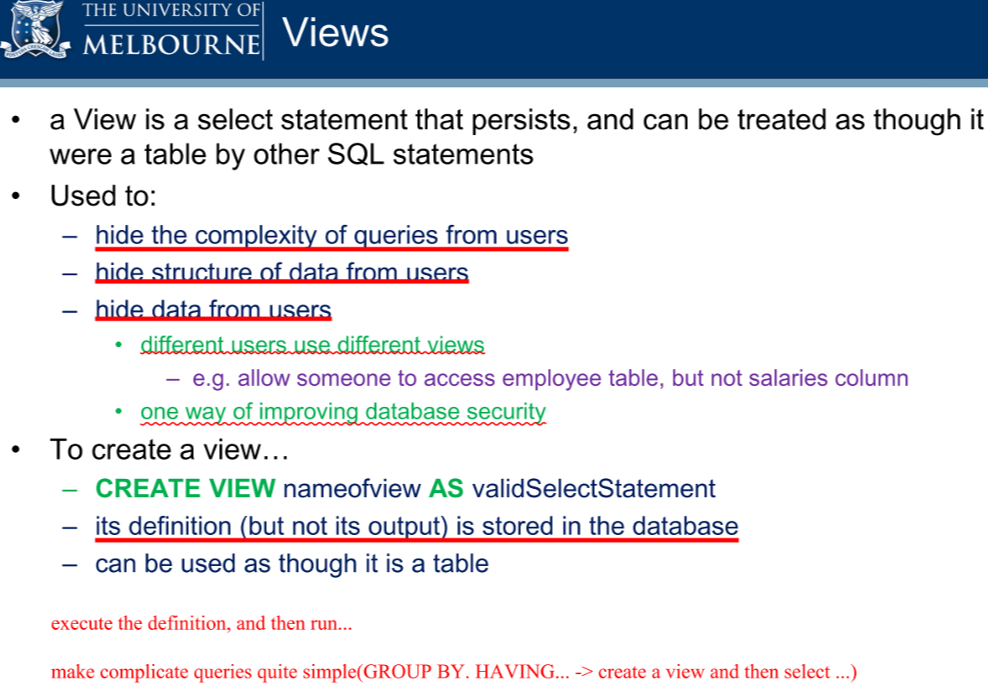 THE UNIVERSITY OF
MELBOURNE
Views
• a View is a select statement that persists, and can be treated as though it
were a table by other SQL statements
• Used to:
– hide the complexity of queries from users
– hide structure of data from users
– hide data from users
• different users use different views
– e.g. allow someone to access employee table, but not salaries column
• one way of improving database security
• To create a view…
– CREATE VIEW nameofview AS validSelectStatement
– its definition (but not its output) is stored in the database
– can be used as though it is a table
execute the definition, and then run...
make complicate queries quite simple(GROUP BY. HAVING... -> create a view and then select ...)